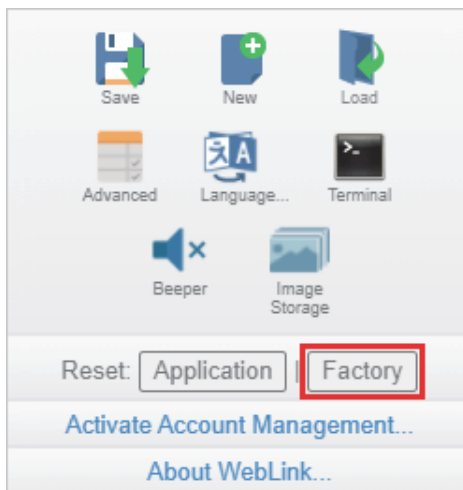 Save New Load
Advanced Language... Terminal
Beeper Image
Storage
Reset: Application | Factory
Activate Account Management...
About WebLink...